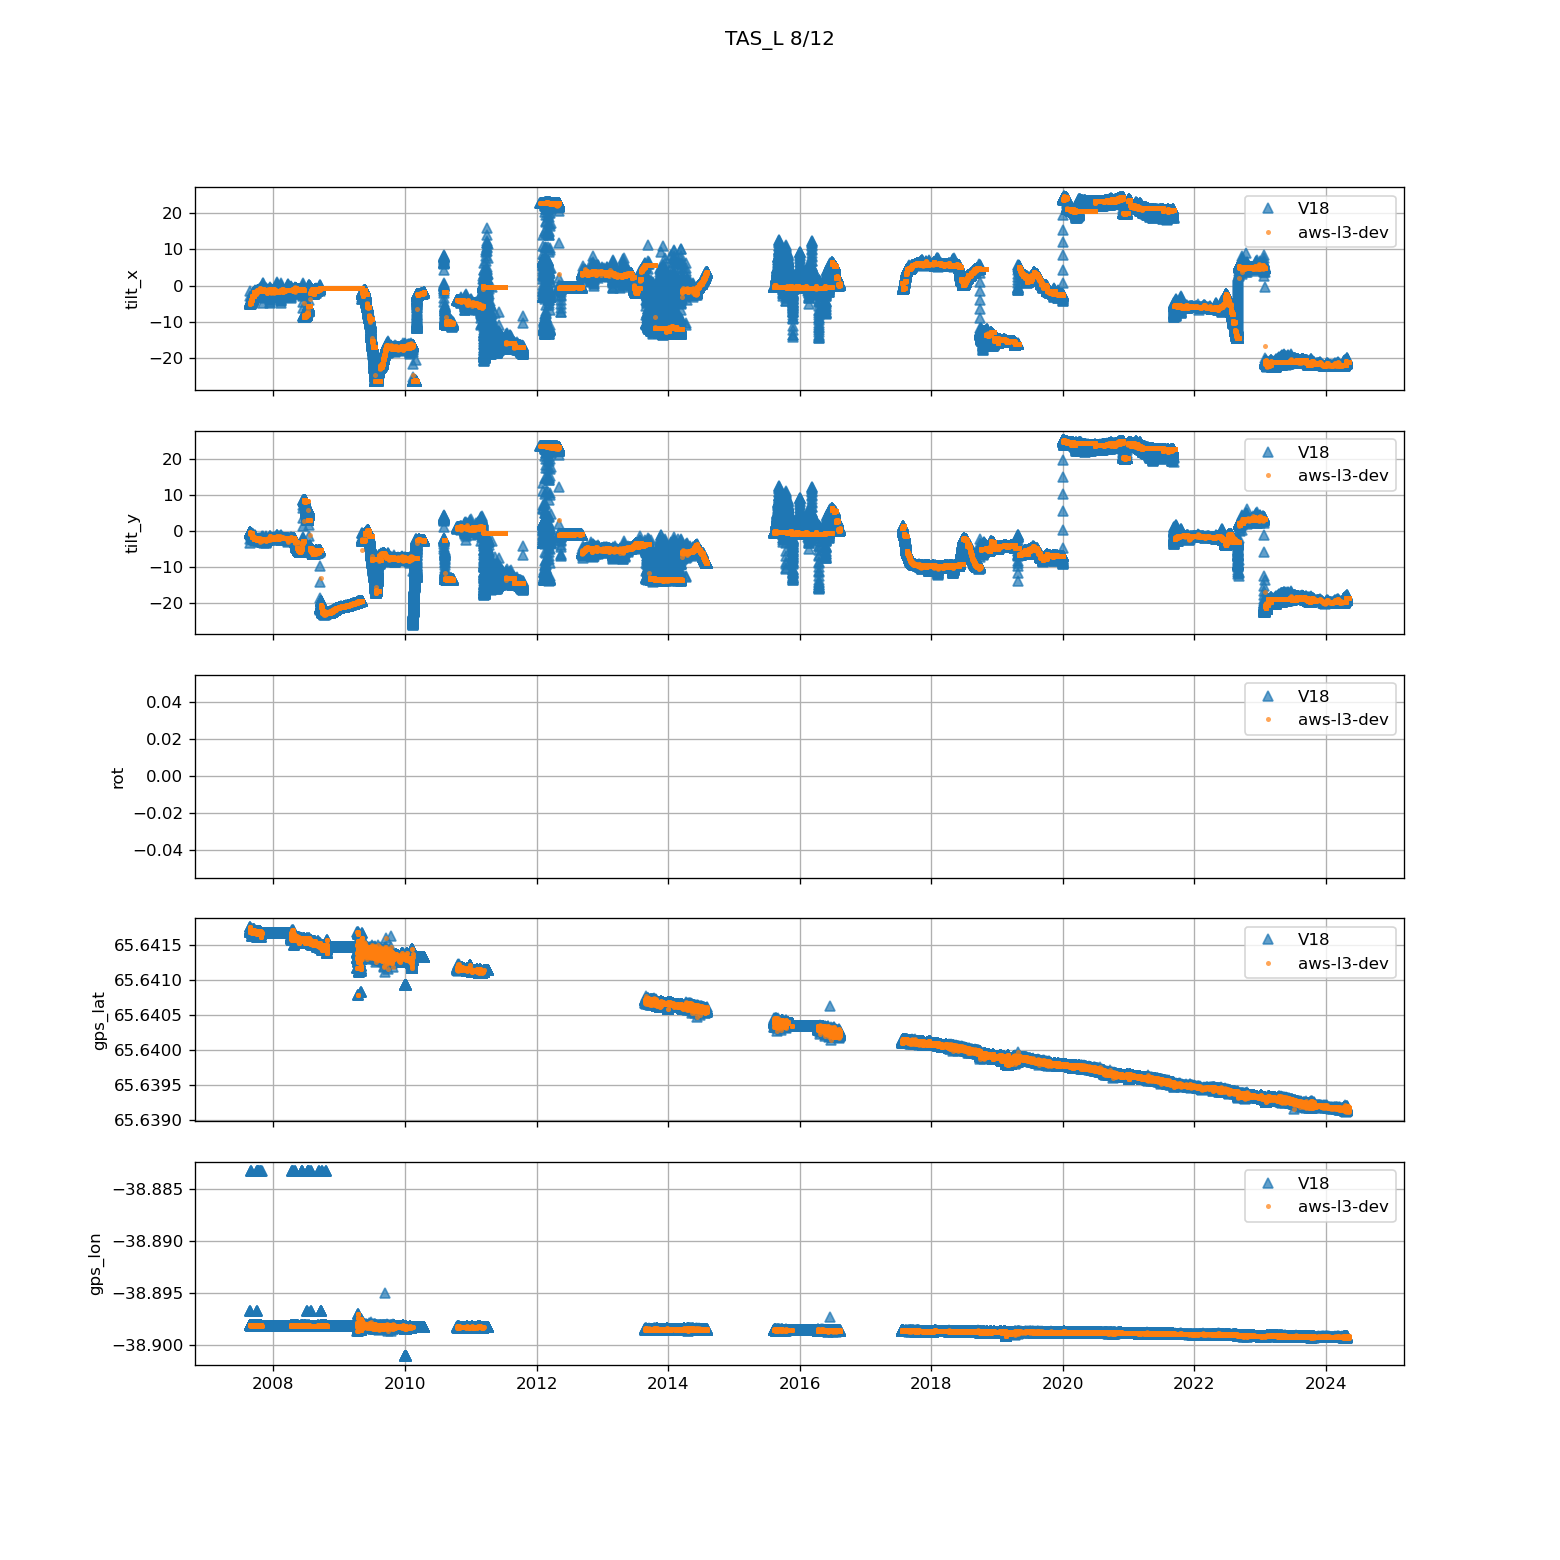 TAS_L 8/12
tilt_x
20
10
0
−10
−20
V18
aws-l3-dev
tilt_y
20
10
0
−10
−20
V18
aws-l3-dev
rot
0.04
0.02
0.00
−0.02
−0.04
V18
aws-l3-dev
gps_lat
65.6415
65.6410
65.6405
65.6400
65.6395
65.6390
V18
aws-l3-dev
gps_lon
−38.885
−38.890
−38.895
−38.900
V18
aws-l3-dev
2008 2010 2012 2014 2016 2018 2020 2022 2024